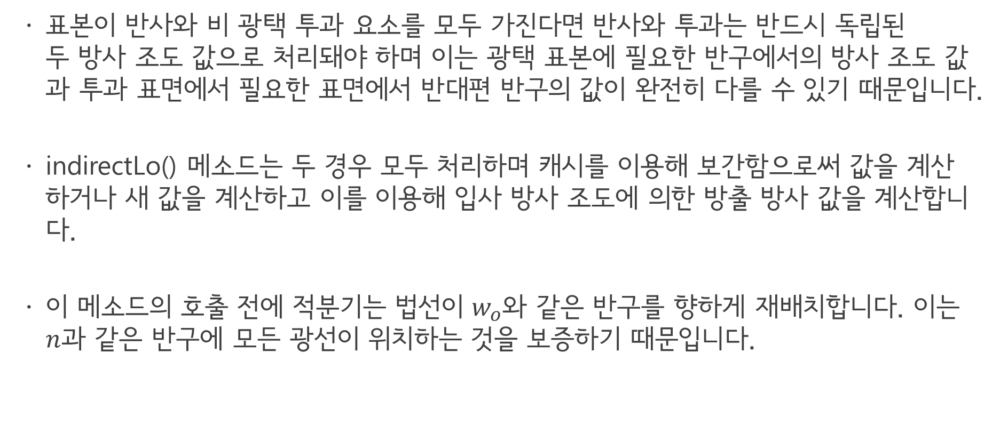 · 표본이 반사와 비 광택 투과 요소를 모두 가진다면 반사와 투과는 반드시 독립된
두 방사 조도 값으로 처리돼야 하며 이는 광택 표본에 필요한 반구에서의 방사 조도 값
과 투과 표면에서 필요한 표면에서 반대편 반구의 값이 완전히 다를 수 있기 때문입니다.
· indirectLo() 메소드는 두 경우 모두 처리하며 캐시를 이용해 보간함으로써 값을 계산
하거나 새 값을 계산하고 이를 이용해 입사 방사 조도에 의한 방출 방사 값을 계산합니
다.
· 이 메소드의 호출 전에 적분기는 법선이 wₒ와 같은 반구를 향하게 재배치합니다. 이는
n과 같은 반구에 모든 광선이 위치하는 것을 보증하기 때문입니다.